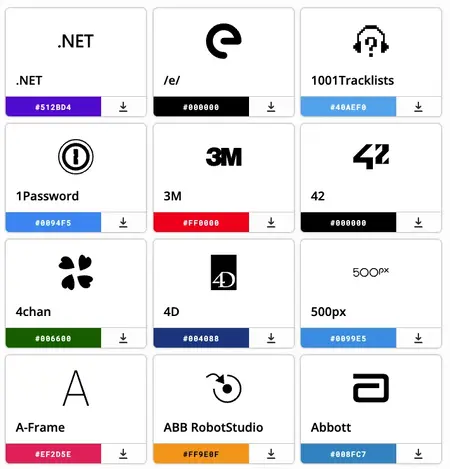 .NET
.NET
#512BD4
/e/
#000000
1001Tracklists
#40AEF0
1Password
#0094F5
3M
3M
#FF0000
42
42
#000000
4chan
#006600
4D
4D
#004088
500px
500px
#0099E5
A
A-Frame
#EF2D5E
ABB RobotStudio
#FF9E0F
Abbott
#008FC7